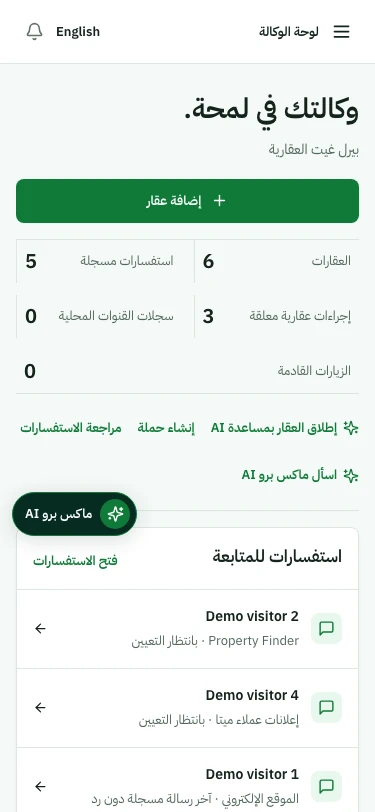 لوحة الوكالة
English
وكالتك في لمحة.
بيرل غيت العقارية
إضافة عقار
العقارات 6
استفسارات مسجلة 5
إجراءات عقارية معلقة 3
سجلات القنوات المحلية 0
الزيارات القادمة 0
إطلاق العقار بمساعدة AI
إنشاء حملة
مراجعة الاستفسارات
اسأل ماكس برو AI
ماكس برو AI
استفسارات للمتابعة
فتح الاستفسارات
Demo visitor 2
Property Finder · بانتظار التعيين
Demo visitor 4
إعلانات عملاء ميتا · بانتظار التعيين
Demo visitor 1
الموقع الإلكتروني · آخر رسالة مسجلة دون رد